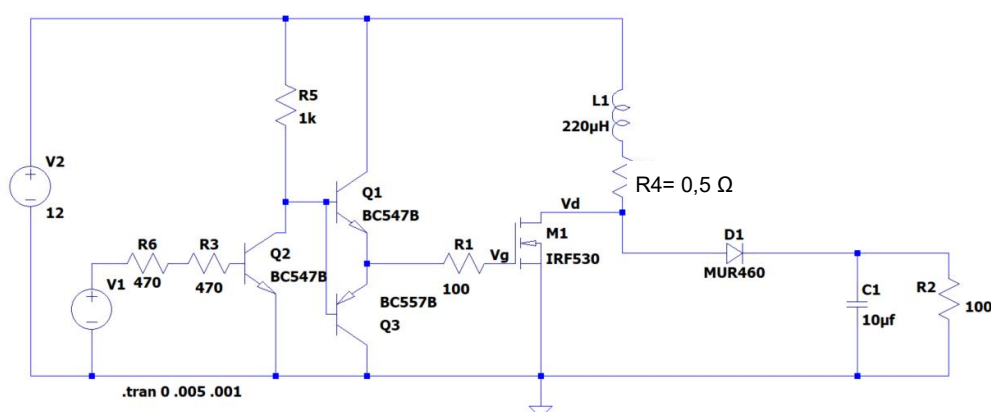 R5
1k
L1
220µH
V2
12
Q1
BC547B
R4= 0,5 Ω
Vd
M1
IRF530
D1
MUR460
R6
470
R3
470
Q2
BC547B
R1
100
Vg
V1
BC557B
Q3
C1
10µf
R2
100
.tran 0 .005 .001